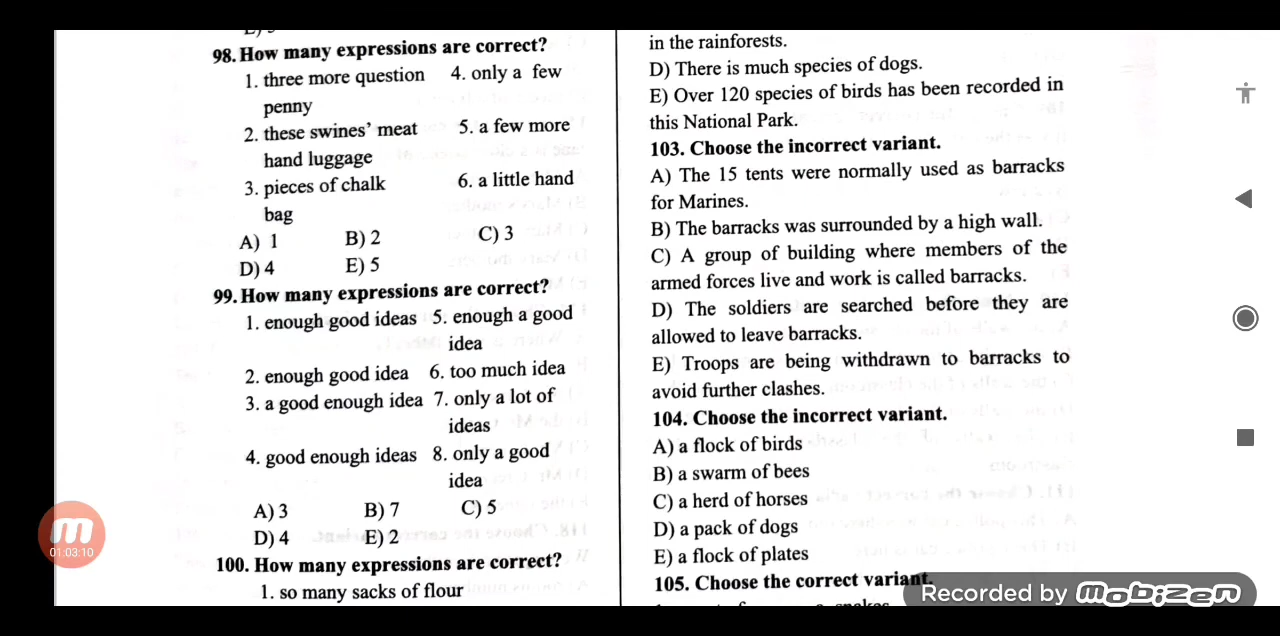 98. How many expressions are correct?
1. three more question 4. only a few
penny
2. these swines' meat 5. a few more
hand luggage
3. pieces of chalk 6. a little hand
bag
A) 1 B) 2 C) 3
D) 4 E) 5
99. How many expressions are correct?
1. enough good ideas 5. enough a good
idea
2. enough good idea 6. too much idea
3. a good enough idea 7. only a lot of
ideas
4. good enough ideas 8. only a good
idea
A) 3 B) 7 C) 5
D) 4 E) 2
100. How many expressions are correct?
1. so many sacks of flour
in the rainforests.
D) There is much species of dogs.
E) Over 120 species of birds has been recorded in
this National Park.
103. Choose the incorrect variant.
A) The 15 tents were normally used as barracks
for Marines.
B) The barracks was surrounded by a high wall.
C) A group of building where members of the
armed forces live and work is called barracks.
D) The soldiers are searched before they are
allowed to leave barracks.
E) Troops are being withdrawn to barracks to
avoid further clashes.
104. Choose the incorrect variant.
A) a flock of birds
B) a swarm of bees
C) a herd of horses
D) a pack of dogs
E) a flock of plates
105. Choose the correct variant.
m
01:03:10
Recorded by mobizen